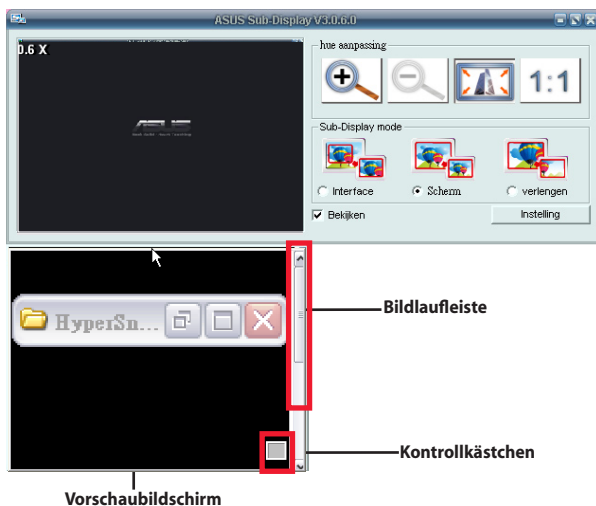 ASUS Sub-Display V3.0.6.0
0.6 X
ASUS
hue aanpassing
1:1
Sub-Display mode
Interface
Scherm
verlengen
Bekijken
Instelling
HyperSn...
Bildlaufleiste
Kontrollkästchen
Vorschaubildschirm